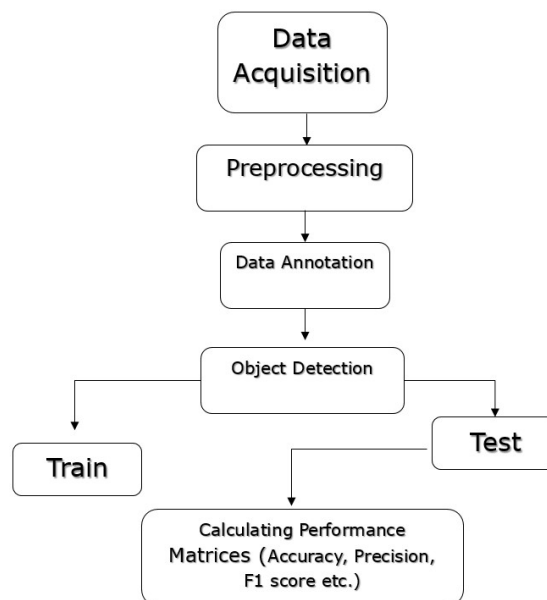 Data
Acquisition
Preprocessing
Data Annotation
Object Detection
Train
Test
Calculating Performance
Matrices (Accuracy, Precision,
F1 score etc.)